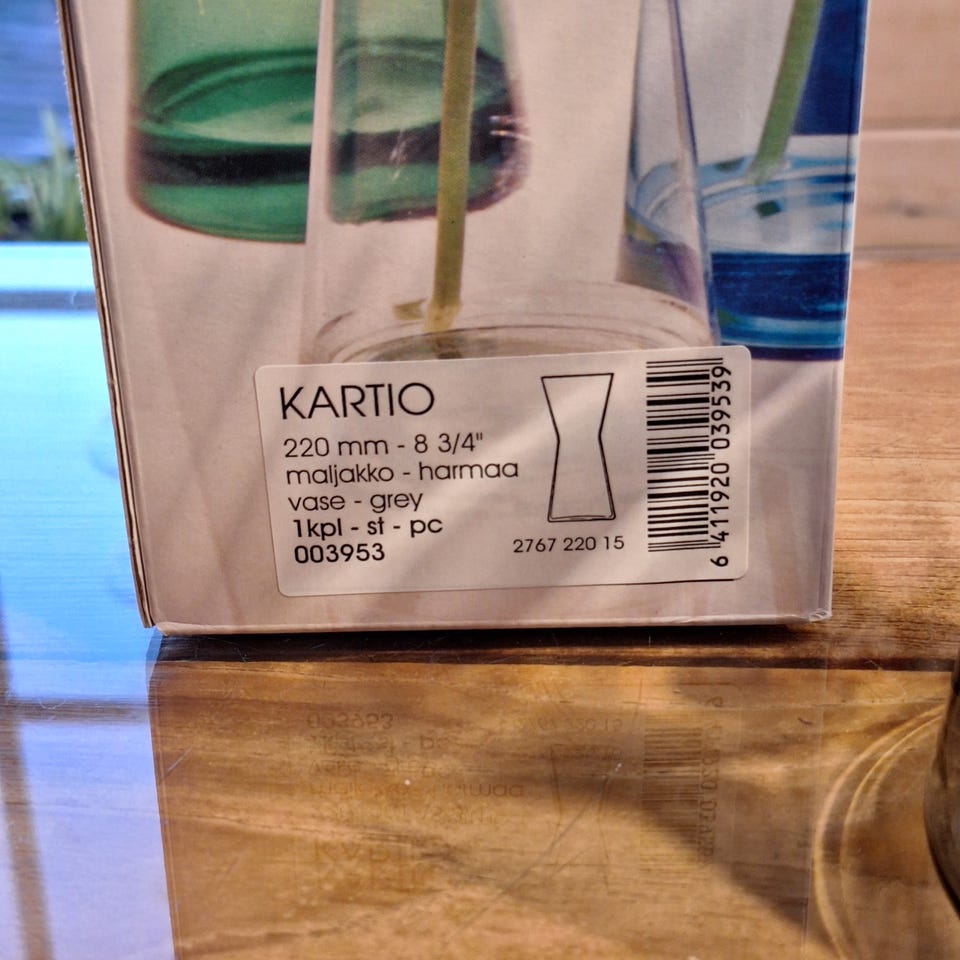 KARTIO
220 mm - 8 3/4"
maljakko - harmaa
vase - grey
1kpl - st - pc
003953
2767 220 15
6 411920 039539